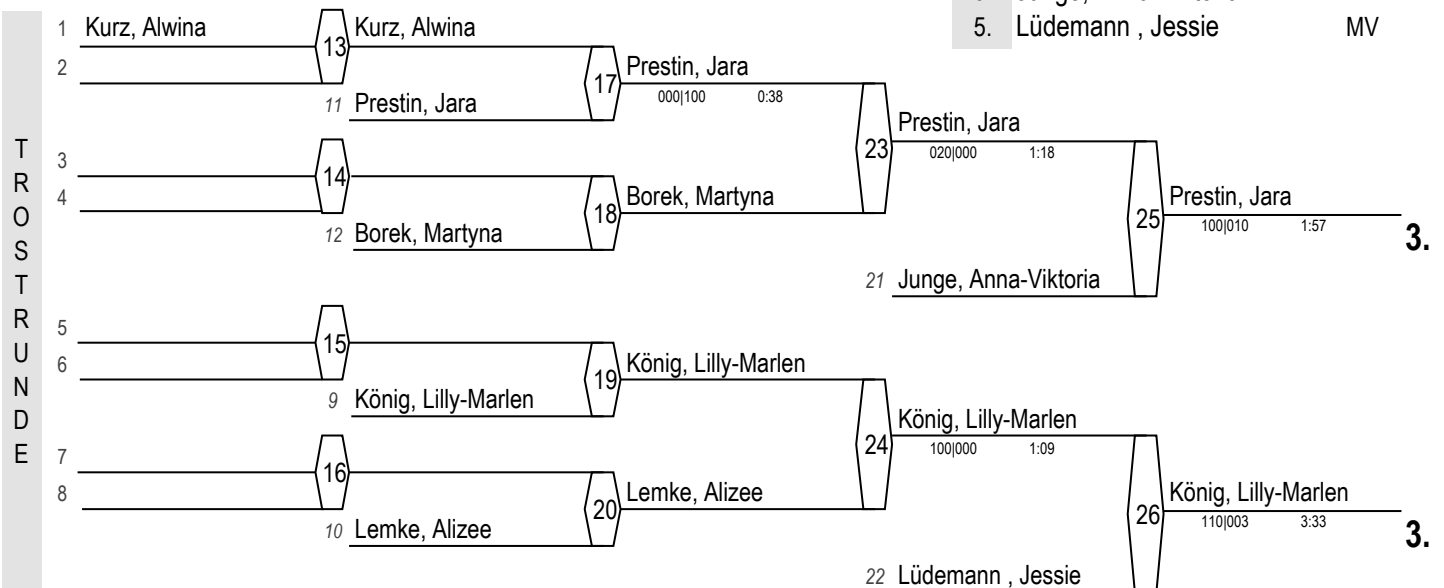 5. Lüdemann , Jessie MV
TROSTRUNDE
1 Kurz, Alwina
2
13
Kurz, Alwina
11 Prestin, Jara
17
Prestin, Jara
000|100 0:38
3
4
14
12 Borek, Martyna
18
Borek, Martyna
23
Prestin, Jara
020|000 1:18
21 Junge, Anna-Viktoria
25
Prestin, Jara
100|010 1:57
3.
5
6
15
9 König, Lilly-Marlen
19
König, Lilly-Marlen
7
8
16
10 Lemke, Alizee
20
Lemke, Alizee
24
König, Lilly-Marlen
100|000 1:09
22 Lüdemann , Jessie
26
König, Lilly-Marlen
110|003 3:33
3.